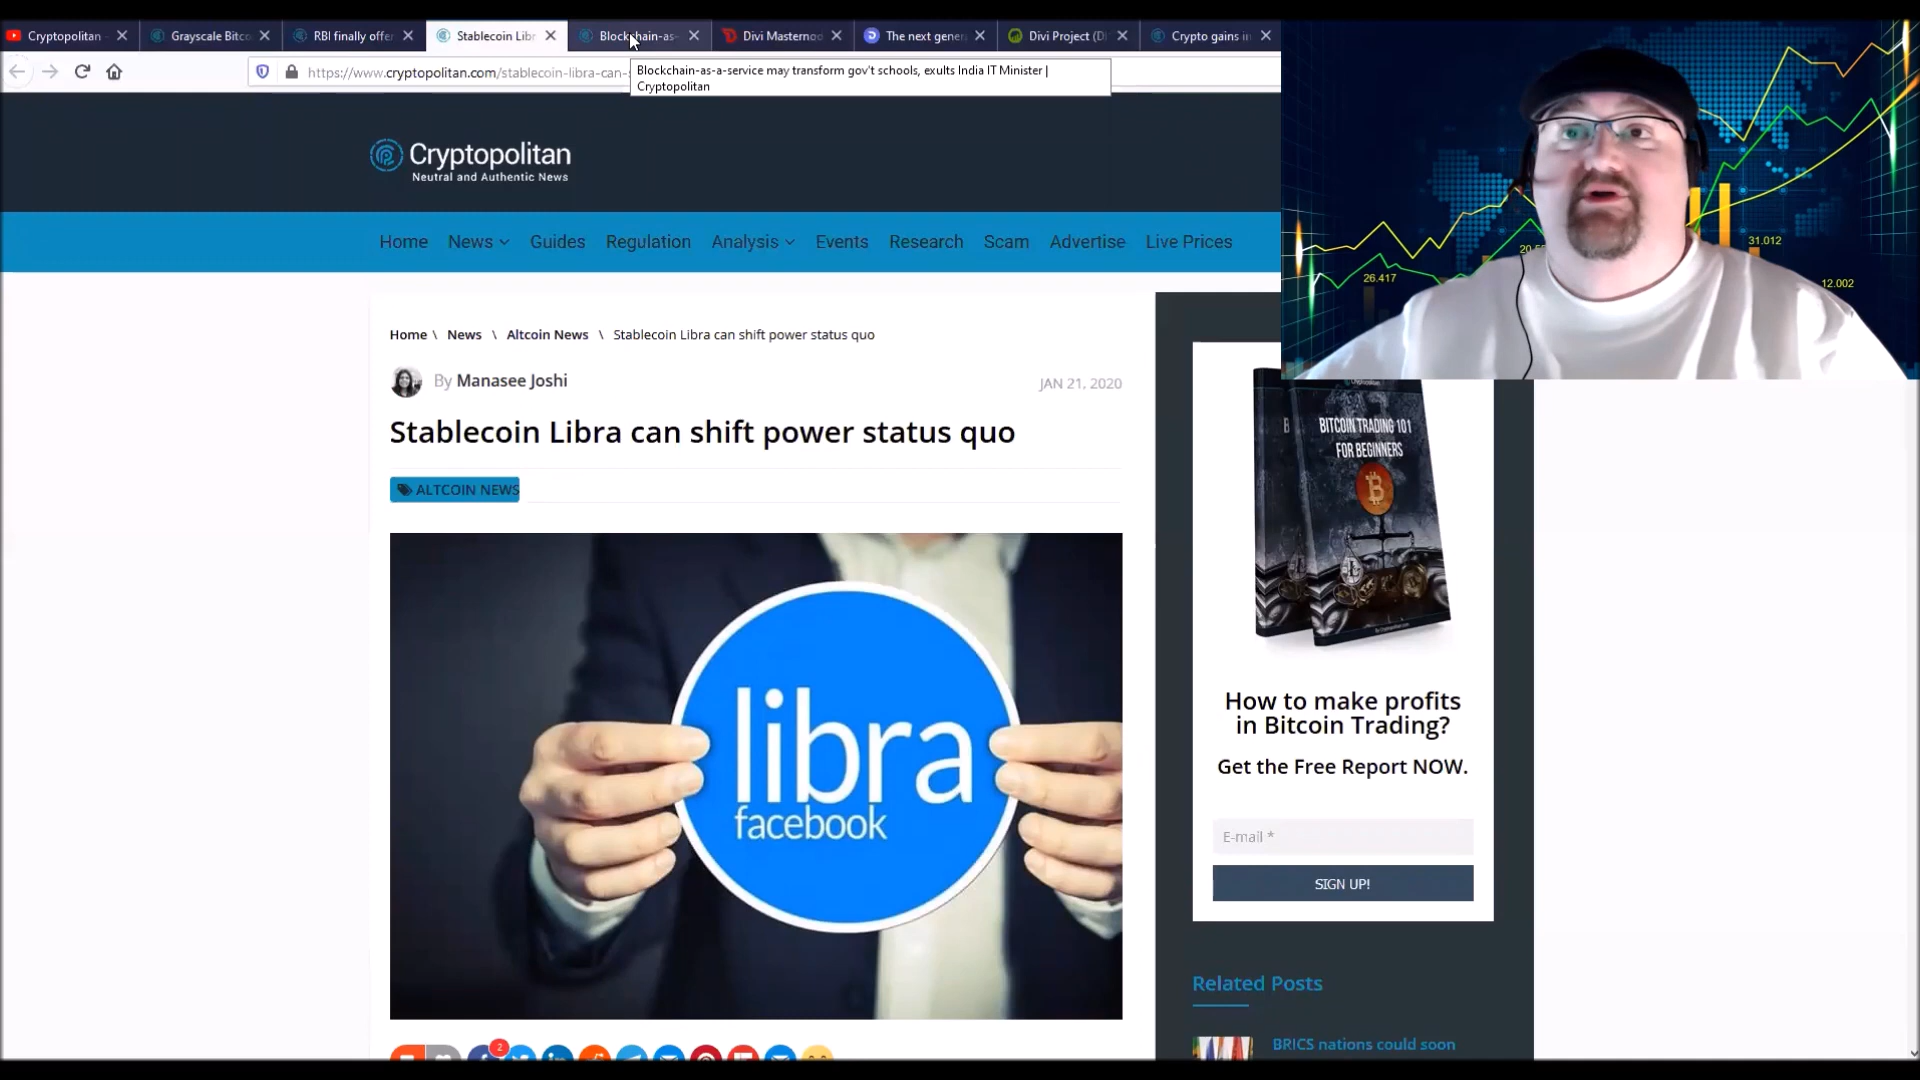 Cryptopolitan
Grayscale Bitco
RBI finally offe
Stablecoin Libr
Blockchain-as-
Divi Masternod
The next gener
Divi Project (DI
Crypto gains in
https://www.cryptopolitan.com/stablecoin-libra-can-s
Blockchain-as-a-service may transform gov't schools, exults India IT Minister |
Cryptopolitan
Cryptopolitan
Neutral and Authentic News
Home
News
Guides
Regulation
Analysis
Events
Research
Scam
Advertise
Live Prices
26.417
31.012
12.002
Home \ News \ Altcoin News \ Stablecoin Libra can shift power status quo
By Manasee Joshi
JAN 21, 2020
Stablecoin Libra can shift power status quo
ALTCOIN NEWS
libra
facebook
2
Cryptopolitan
BITCOIN TRADING 101
FOR BEGINNERS
How to make profits
in Bitcoin Trading?
Get the Free Report NOW.
E-mail *
SIGN UP!
Related Posts
BRICS nations could soon